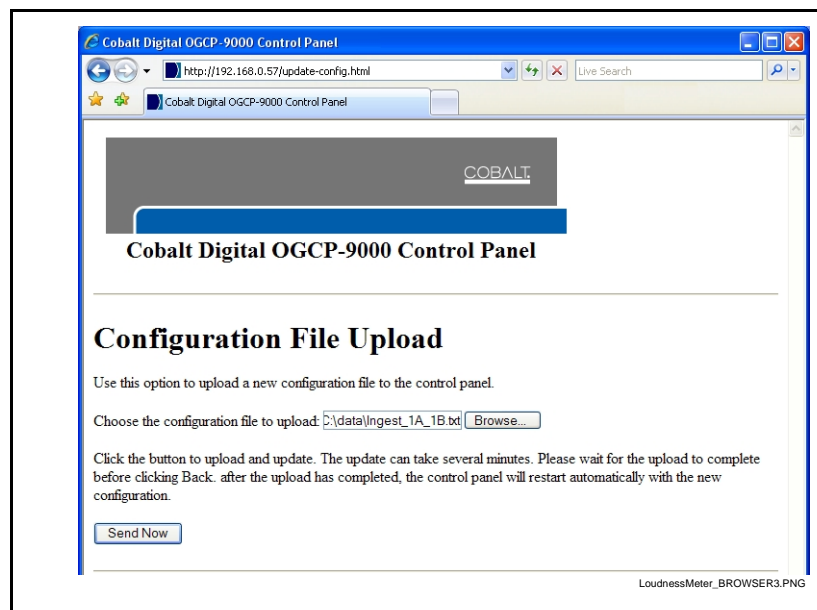 Cobalt Digital OGCP-9000 Control Panel
http://192.168.0.57/update-config.html
Live Search
Cobalt Digital OGCP-9000 Control Panel
COBALT
Cobalt Digital OGCP-9000 Control Panel
Configuration File Upload
Use this option to upload a new configuration file to the control panel.
Choose the configuration file to upload: C:\data\Ingest_1A_1B.txt Browse...
Click the button to upload and update. The update can take several minutes. Please wait for the upload to complete
before clicking Back. after the upload has completed, the control panel will restart automatically with the new
configuration.
Send Now
LoudnessMeter_BROWSER3.PNG